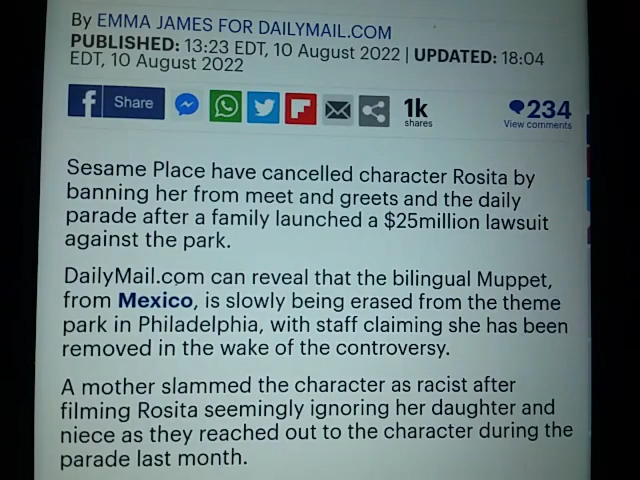 By EMMA JAMES FOR DAILYMAIL.COM
PUBLISHED: 13:23 EDT, 10 August 2022 | UPDATED: 18:04
EDT, 10 August 2022
f Share
1k
shares
234
View comments
Sesame Place have cancelled character Rosita by
banning her from meet and greets and the daily
parade after a family launched a $25million lawsuit
against the park.
DailyMail.com can reveal that the bilingual Muppet,
from Mexico, is slowly being erased from the theme
park in Philadelphia, with staff claiming she has been
removed in the wake of the controversy.
A mother slammed the character as racist after
filming Rosita seemingly ignoring her daughter and
niece as they reached out to the character during the
parade last month.